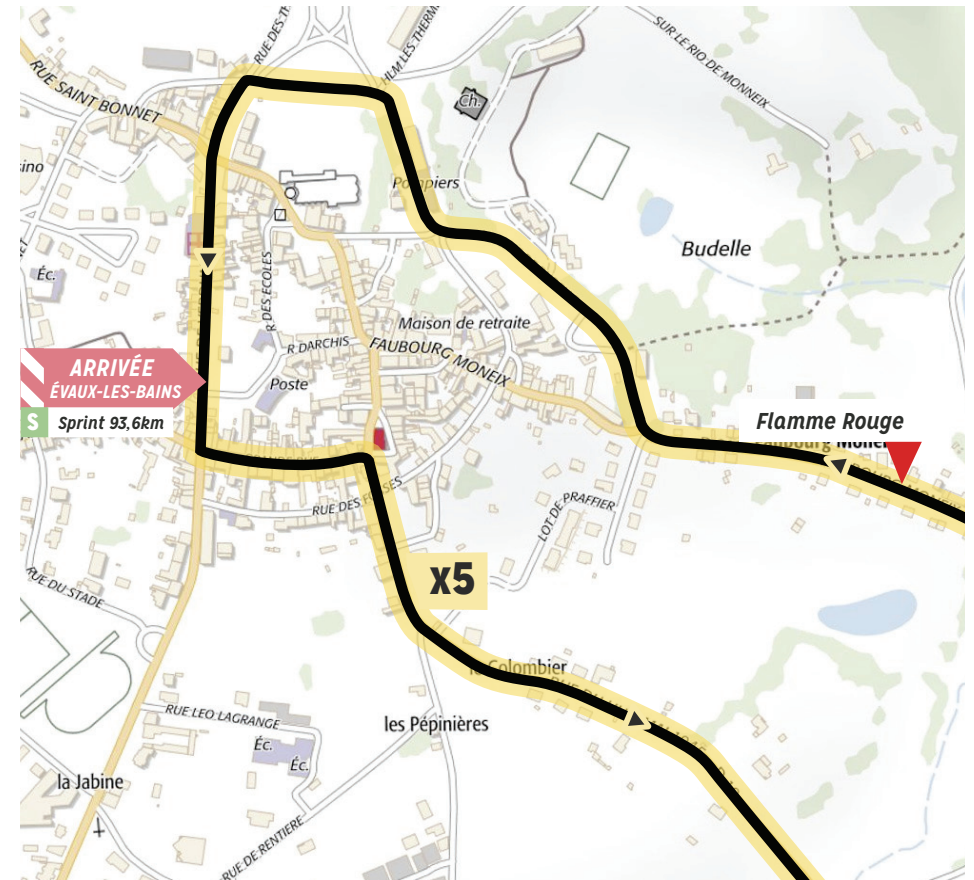 RUE DES TH
HLM LES THERM
SUR LE RIO DE MONNEIX
RUE SAINT BONNET
Ch.
ino
Pompiers
Budelle
Éc.
R DES ECOLES
Maison de retraite
R DARCHIS
FAUBOURG MONEIX
ARRIVÉE
ÉVAUX-LES-BAINS
Poste
S Sprint 93,6km
Flamme Rouge
RUE DES FOSSES
LOT DE PRAFFIER
x5
RUE DU STADE
le Colombier
RUE LEO LAGRANGE
les Pépinières
Éc.
Éc.
la Jabine
RUE DE RENTIERE